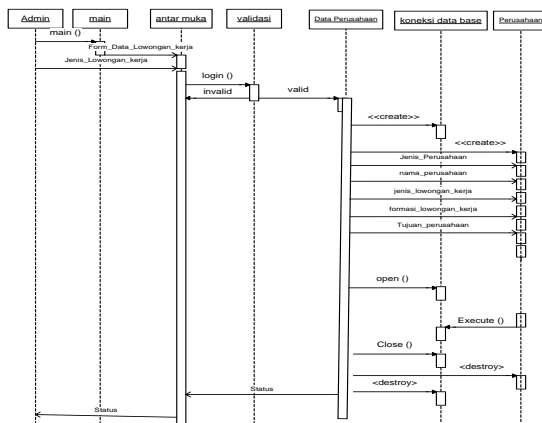 Admin
main
antar muka
validasi
Data Perusahaan
koneksi data base
Perusahaan
main ()
Form_Data_Lowongan_kerja
Jenis_Lowongan_kerja
login ()
invalid
valid
<<create>>
<<create>>
Jenis_Perusahaan
nama_perusahaan
jenis_lowongan_kerja
formasi_lowongan_kerja
Tujuan_perusahaan
open ()
Execute ()
Close ()
<destroy>
<destroy>
Status
Status